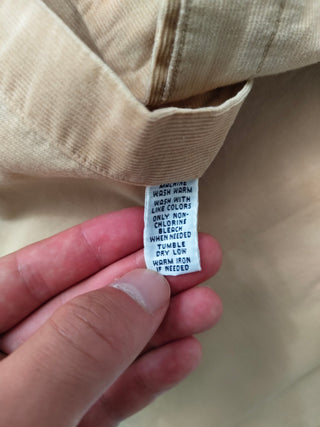 MACHINE
WASH WARM
WASH WITH
LIKE COLORS
ONLY NON-
CHLORINE
BLEACH
WHEN NEEDED
TUMBLE
DRY LOW
WARM IRON
IF NEEDED